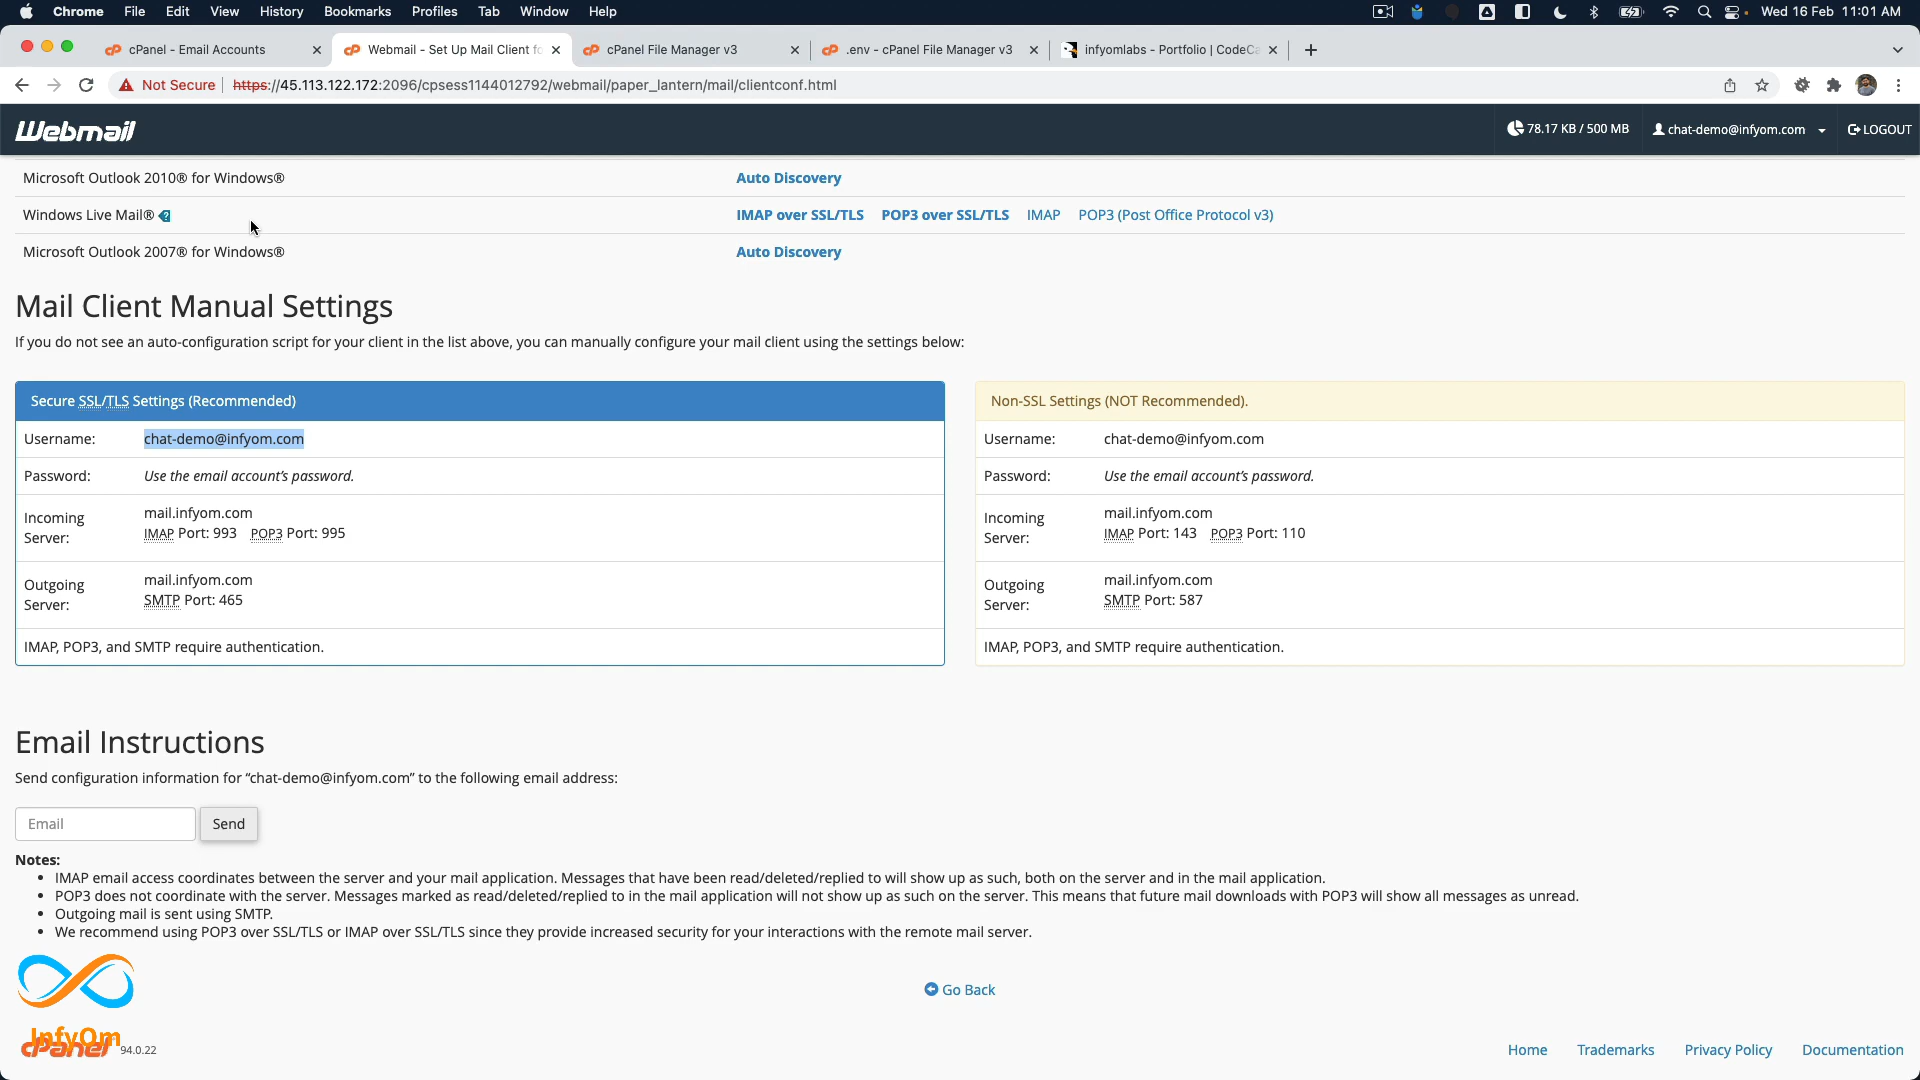 Chrome File Edit View History Bookmarks Profiles Tab Window Help Wed 16 Feb 11:01 AM
cPanel - Email Accounts Webmail - Set Up Mail Client fo cPanel File Manager v3 .env - cPanel File Manager v3 infyomlabs - Portfolio | CodeCa
Not Secure https://45.113.122.172:2096/cpsess1144012792/webmail/paper_lantern/mail/clientconf.html
Webmail 78.17 KB / 500 MB chat-demo@infyom.com LOGOUT
Microsoft Outlook 2010® for Windows® Auto Discovery
Windows Live Mail® IMAP over SSL/TLS POP3 over SSL/TLS IMAP POP3 (Post Office Protocol v3)
Microsoft Outlook 2007® for Windows® Auto Discovery
Mail Client Manual Settings
If you do not see an auto-configuration script for your client in the list above, you can manually configure your mail client using the settings below:
Secure SSL/TLS Settings (Recommended)
Username: chat-demo@infyom.com
Password: Use the email account's password.
Incoming Server: mail.infyom.com
IMAP Port: 993 POP3 Port: 995
Outgoing Server: mail.infyom.com
SMTP Port: 465
IMAP, POP3, and SMTP require authentication.
Non-SSL Settings (NOT Recommended).
Username: chat-demo@infyom.com
Password: Use the email account's password.
Incoming Server: mail.infyom.com
IMAP Port: 143 POP3 Port: 110
Outgoing Server: mail.infyom.com
SMTP Port: 587
IMAP, POP3, and SMTP require authentication.
Email Instructions
Send configuration information for “chat-demo@infyom.com” to the following email address:
Email Send
Notes:
• IMAP email access coordinates between the server and your mail application. Messages that have been read/deleted/replied to will show up as such, both on the server and in the mail application.
• POP3 does not coordinate with the server. Messages marked as read/deleted/replied to in the mail application will not show up as such on the server. This means that future mail downloads with POP3 will show all messages as unread.
• Outgoing mail is sent using SMTP.
• We recommend using POP3 over SSL/TLS or IMAP over SSL/TLS since they provide increased security for your interactions with the remote mail server.
Go Back
InfyOm
cPanel 94.0.22
Home Trademarks Privacy Policy Documentation